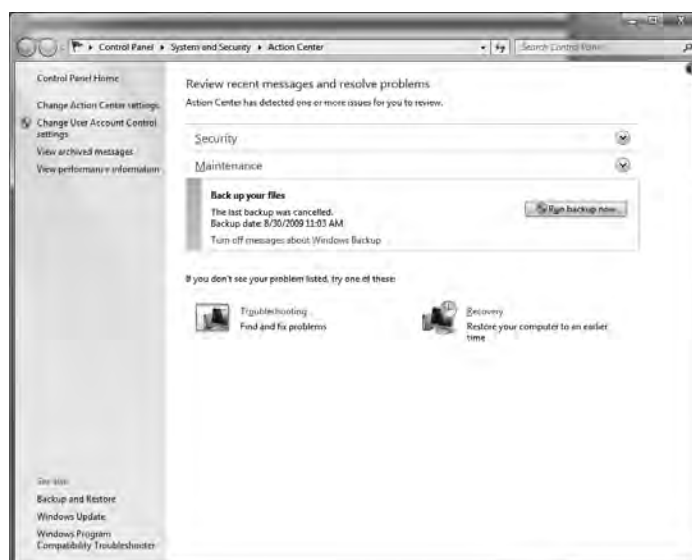 Control Panel ▸ System and Security ▸ Action Center
Search Control Panel
Control Panel Home
Change Action Center settings
Change User Account Control
settings
View archived messages
View performance information
Review recent messages and resolve problems
Action Center has detected one or more issues for you to review.
Security
Maintenance
Back up your files
The last backup was cancelled.
Backup date 8/30/2009 11:03 AM
Run backup now...
Turn off messages about Windows Backup
If you don't see your problem listed, try one of these:
Troubleshooting
Find and fix problems
Recovery
Restore your computer to an earlier
time
See also
Backup and Restore
Windows Update
Windows Program
Compatibility Troubleshooter